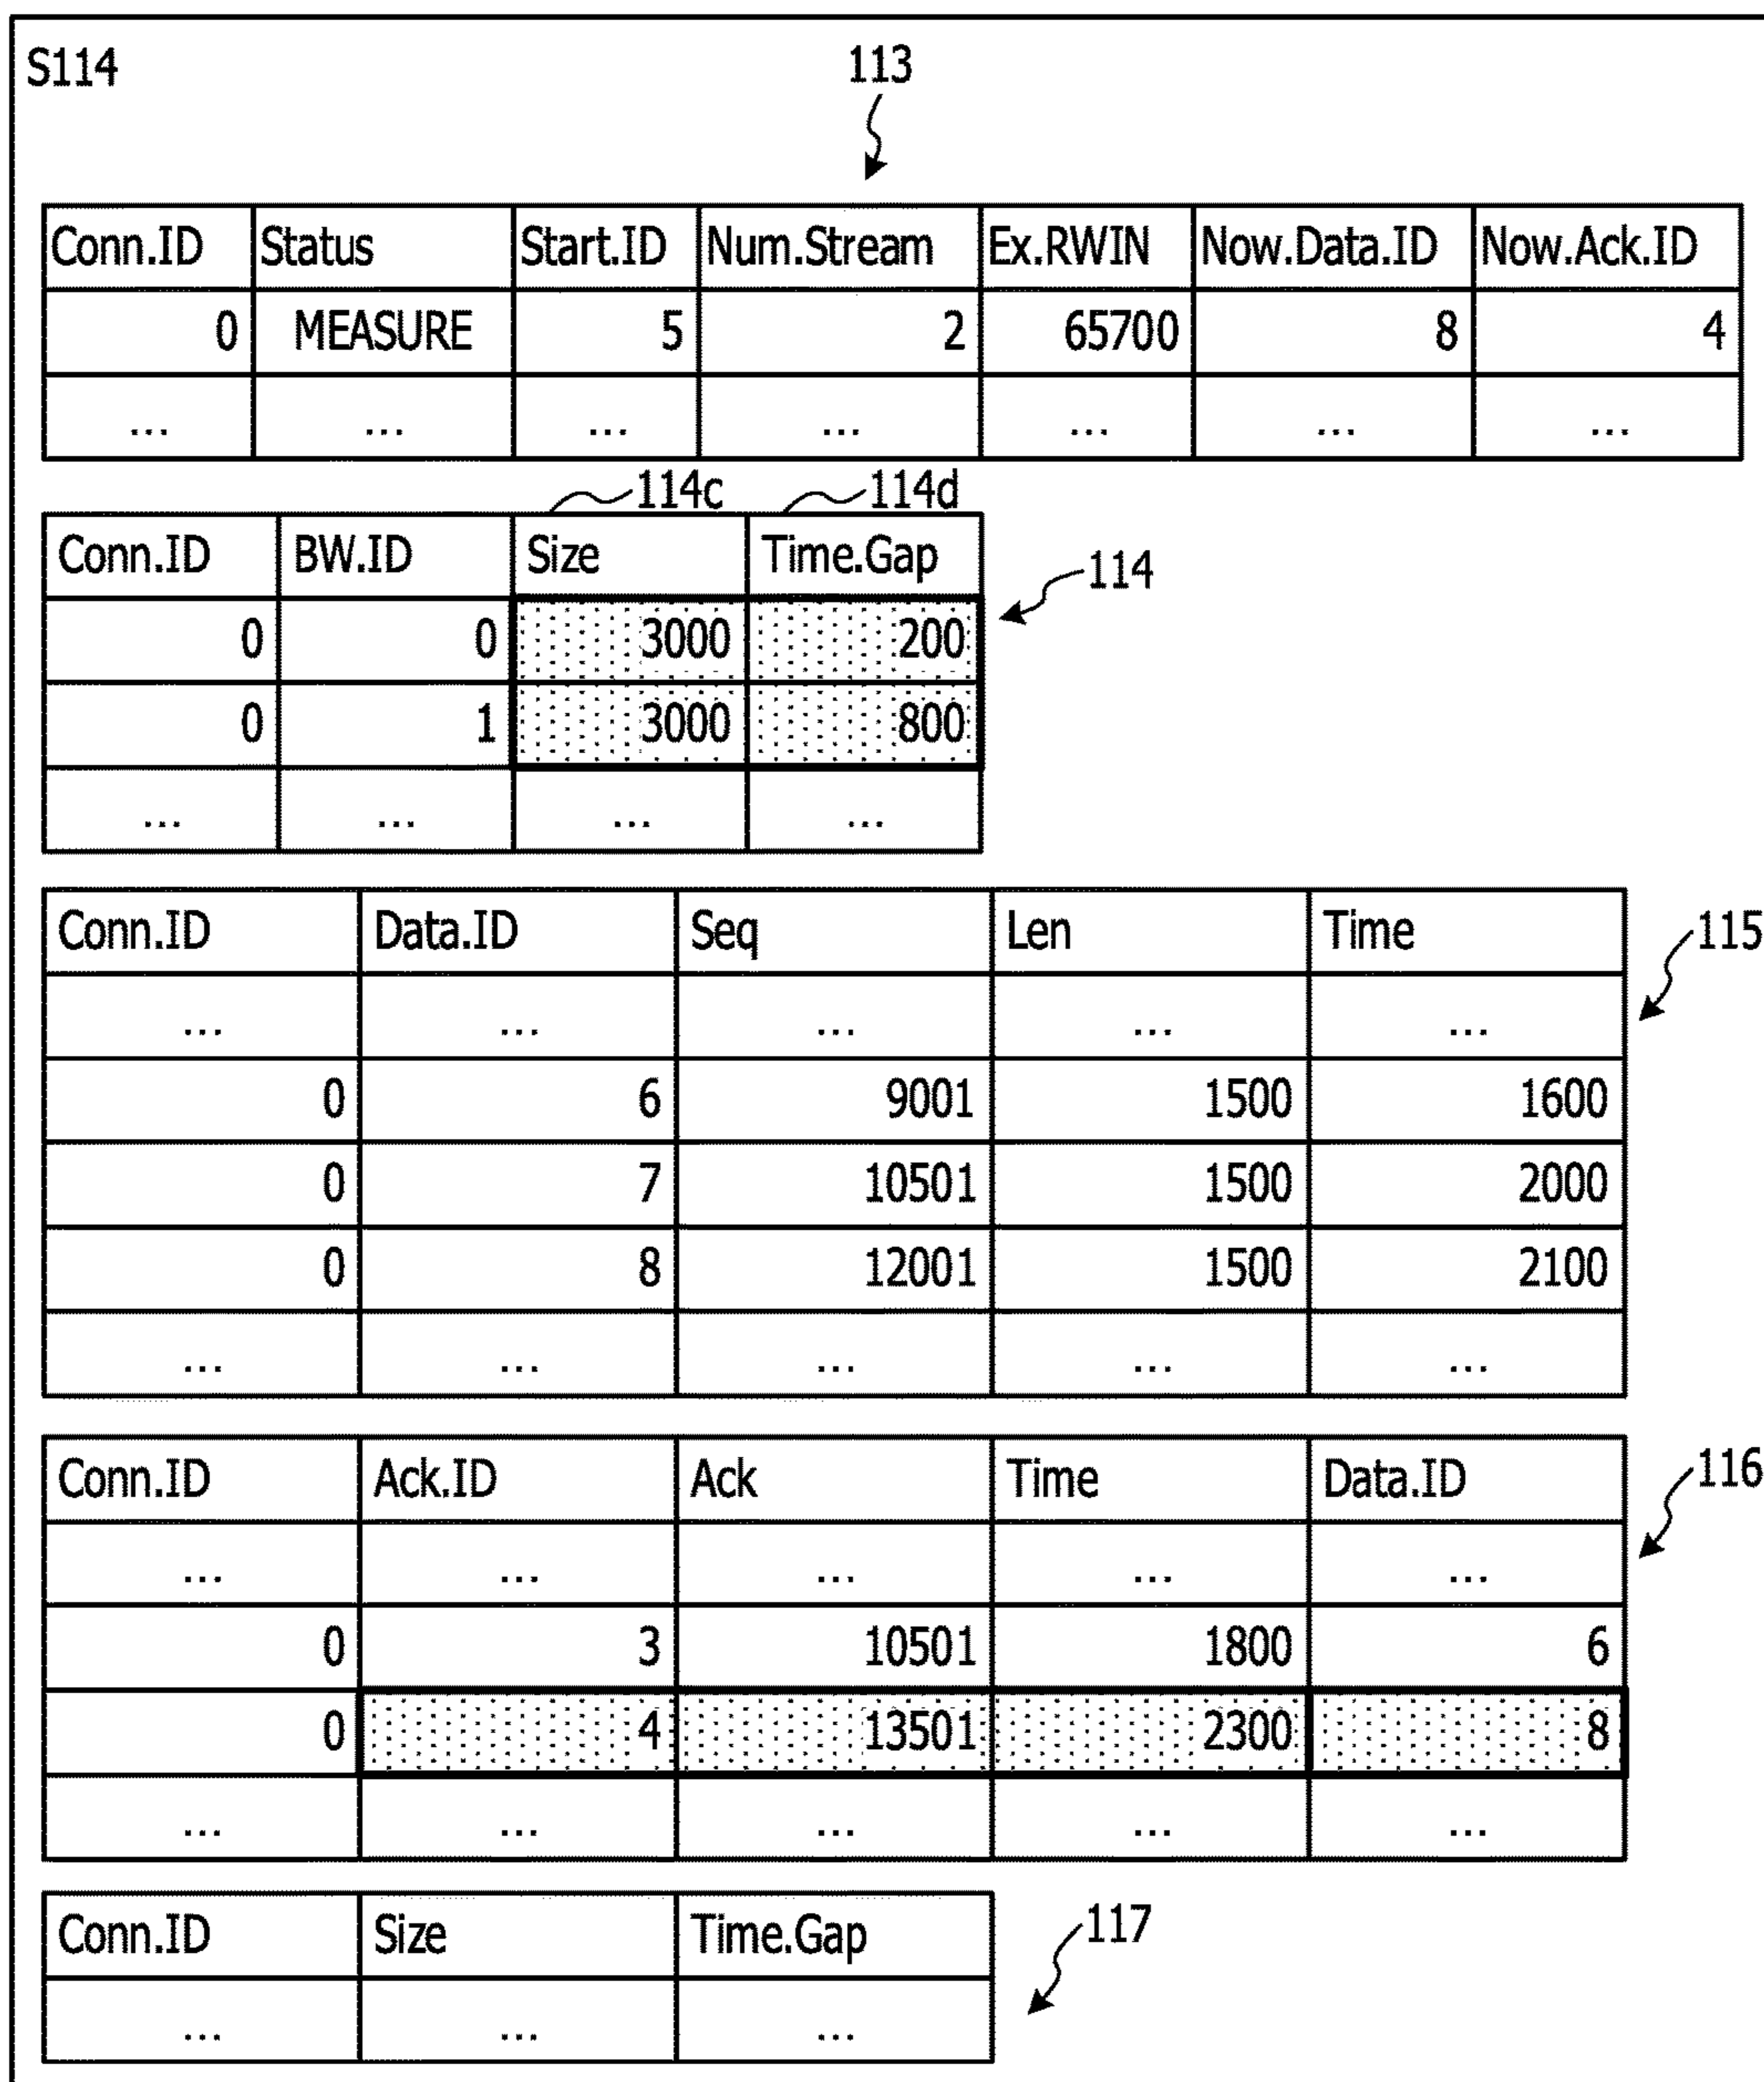 S114
113
Conn.ID Status Start.ID Num.Stream Ex.RWIN Now.Data.ID Now.Ack.ID
0 MEASURE 5 2 65700 8 4
... ... ... ... ... ... ...
114c 114d
Conn.ID BW.ID Size Time.Gap
114
0 0 3000 200
0 1 3000 800
... ... ... ...
Conn.ID Data.ID Seq Len Time
115
... ... ... ... ...
0 6 9001 1500 1600
0 7 10501 1500 2000
0 8 12001 1500 2100
... ... ... ... ...
Conn.ID Ack.ID Ack Time Data.ID
116
... ... ... ... ...
0 3 10501 1800 6
0 4 13501 2300 8
... ... ... ... ...
Conn.ID Size Time.Gap
117
... ... ...